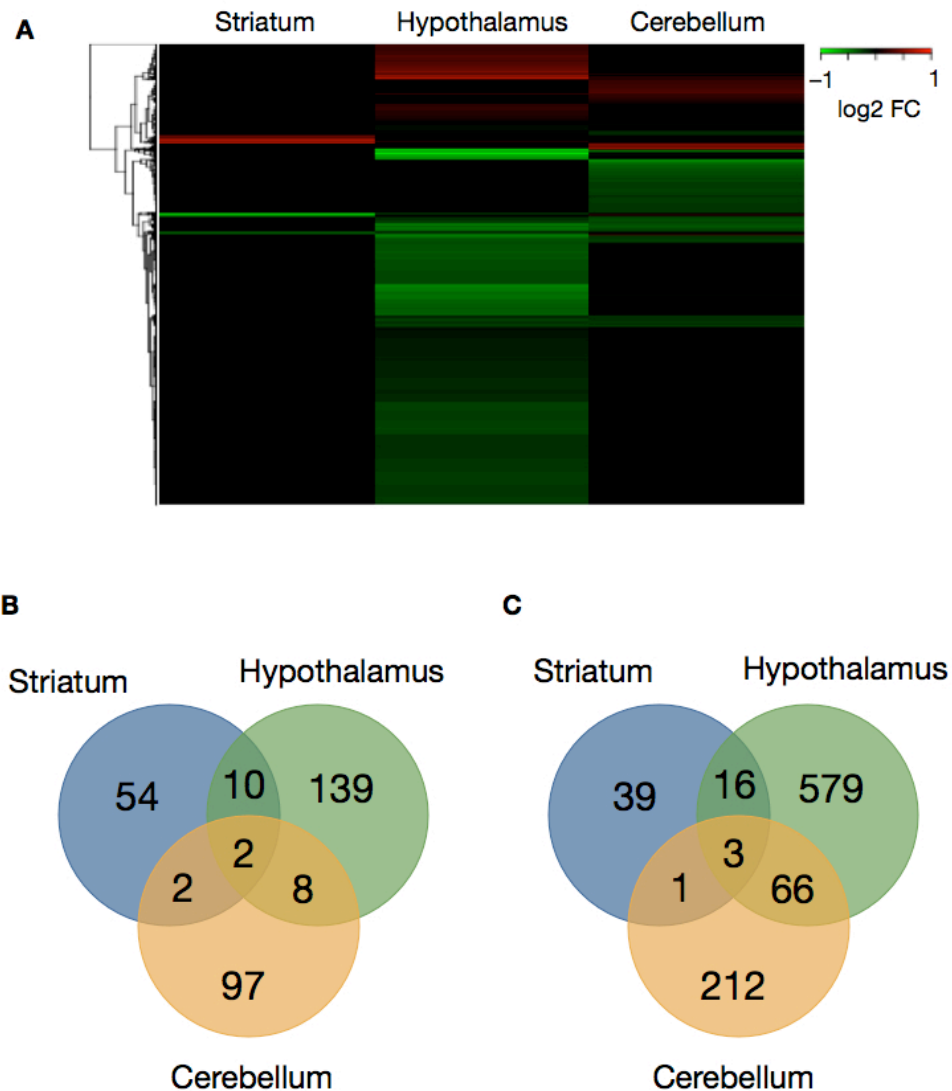 A
Striatum Hypothalamus Cerebellum
−1 1
log2 FC
B
Striatum Hypothalamus
54 10 139
2
2 8
97
Cerebellum
C
Striatum Hypothalamus
39 16 579
3
1 66
212
Cerebellum